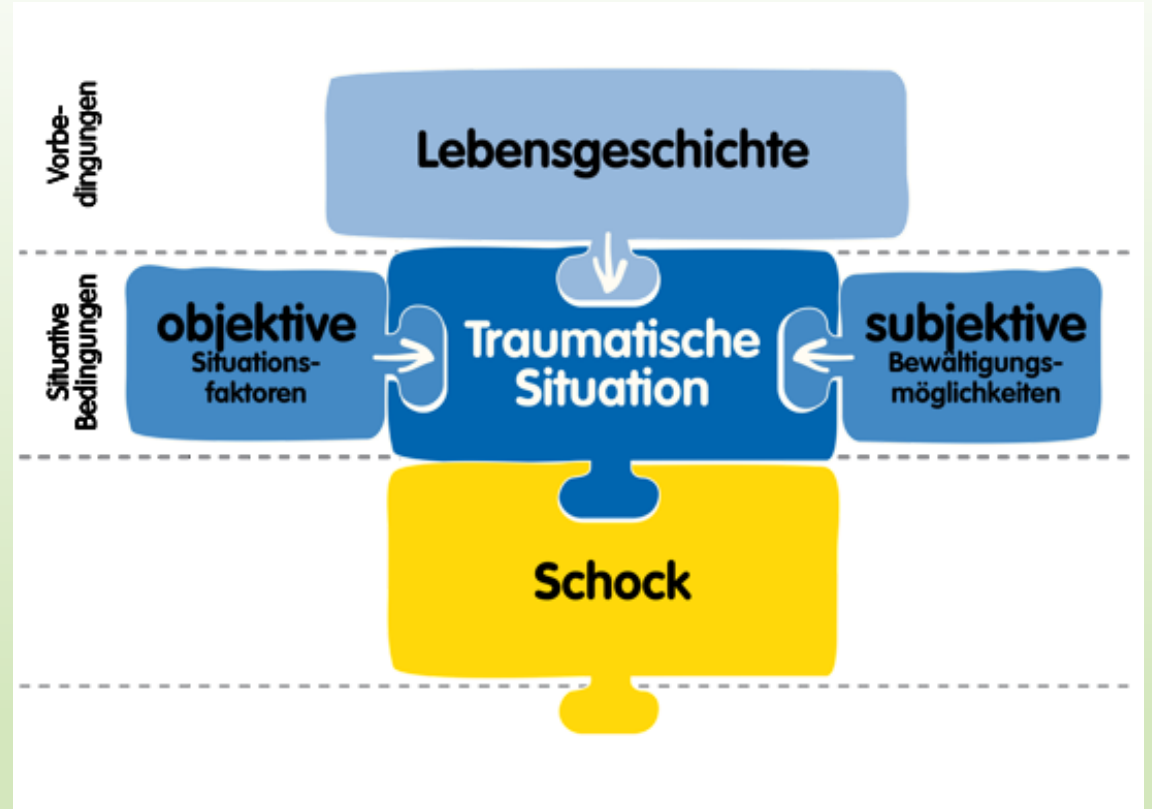 Vorbe-
dingungen
Lebensgeschichte
Situative
Bedingungen
objektive
Situations-
faktoren
Traumatische
Situation
subjektive
Bewältigungs-
möglichkeiten
Schock